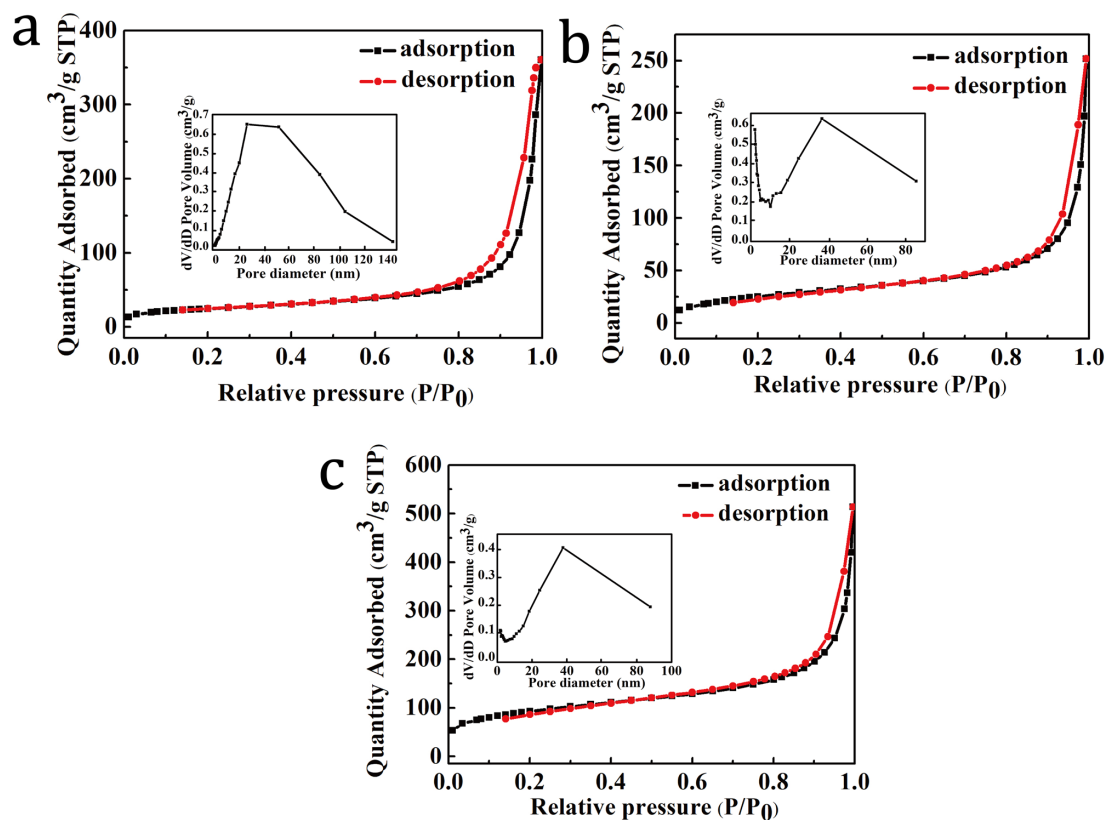 a
Quantity Adsorbed (cm³/g STP)
400
300
200
100
0
adsorption
desorption
dV/dD Pore Volume (cm³/g)
0.7
0.6
0.5
0.4
0.3
0.2
0.1
0.0
0 20 40 60 80 100 120 140
Pore diameter (nm)
0.0 0.2 0.4 0.6 0.8 1.0
Relative pressure (P/P₀)
b
Quantity Adsorbed (cm³/g STP)
250
200
150
100
50
0
adsorption
desorption
dV/dD Pore Volume (cm³/g)
0.6
0.4
0.3
0.2
0.1
0.0
0 20 40 60 80
Pore diameter (nm)
0.0 0.2 0.4 0.6 0.8 1.0
Relative pressure (P/P₀)
c
Quantity Adsorbed (cm³/g STP)
600
500
400
300
200
100
0
adsorption
desorption
dV/dD Pore Volume (cm³/g)
0.4
0.3
0.2
0.1
0.0
0 20 40 60 80 100
Pore diameter (nm)
0.0 0.2 0.4 0.6 0.8 1.0
Relative pressure (P/P₀)